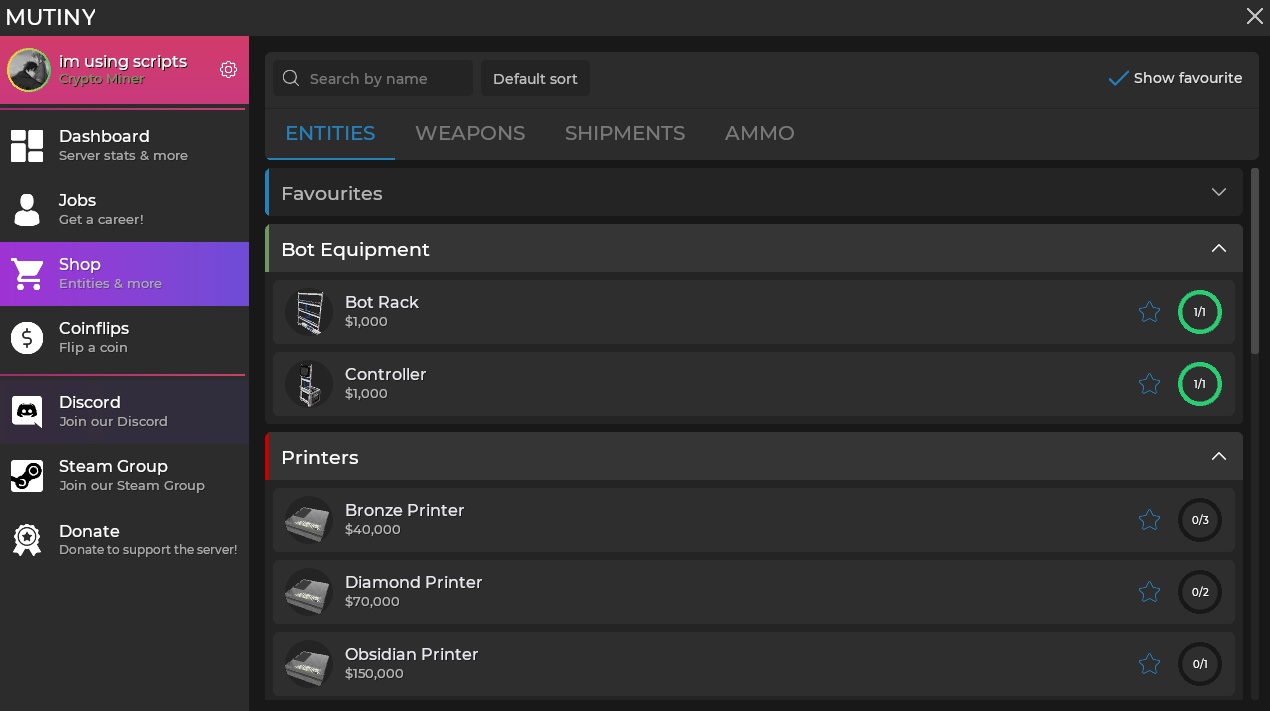 MUTINY
im using scripts
Crypto Miner
Dashboard
Server stats & more
Jobs
Get a career!
Shop
Entities & more
Coinflips
Flip a coin
Discord
Join our Discord
Steam Group
Join our Steam Group
Donate
Donate to support the server!
Search by name
Default sort
Show favourite
ENTITIES WEAPONS SHIPMENTS AMMO
Favourites
Bot Equipment
Bot Rack
$1,000
1/1
Controller
$1,000
1/1
Printers
Bronze Printer
$40,000
0/3
Diamond Printer
$70,000
0/2
Obsidian Printer
$150,000
0/1